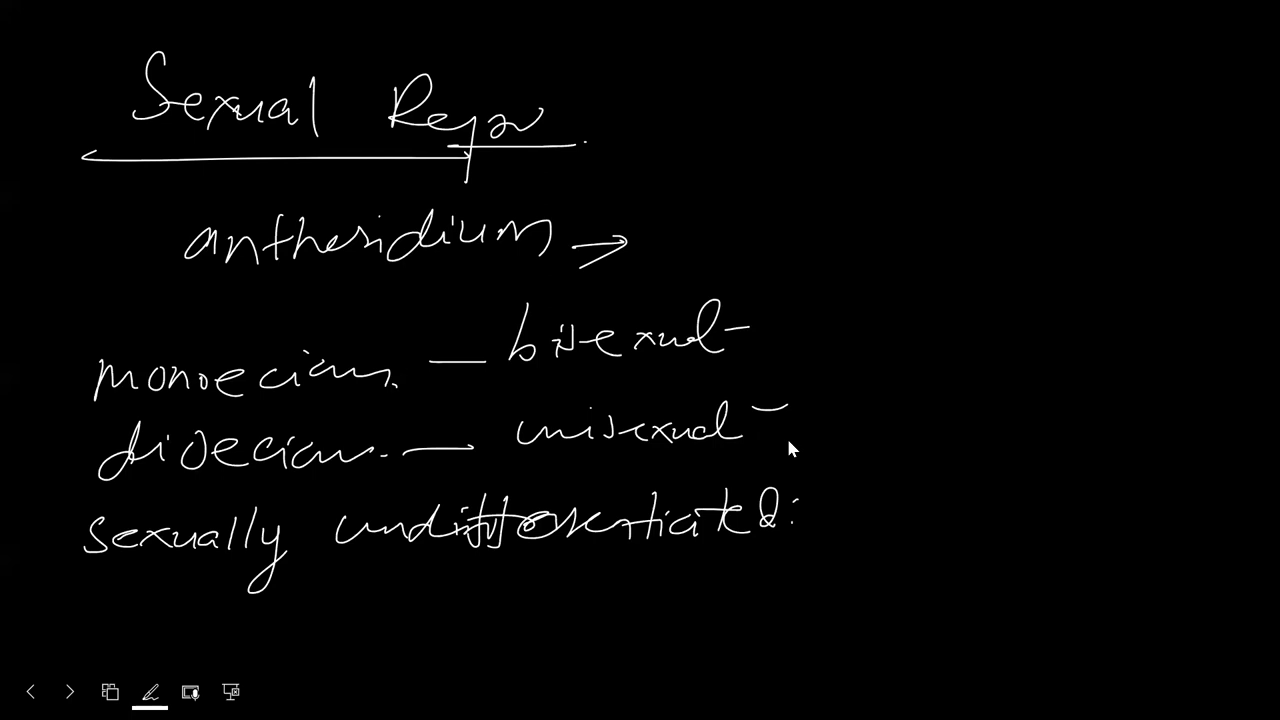 Sexual Repr
antheridium →
monoecious. — bisexual -
dioecious. — unisexual -
sexually undifferentiated: